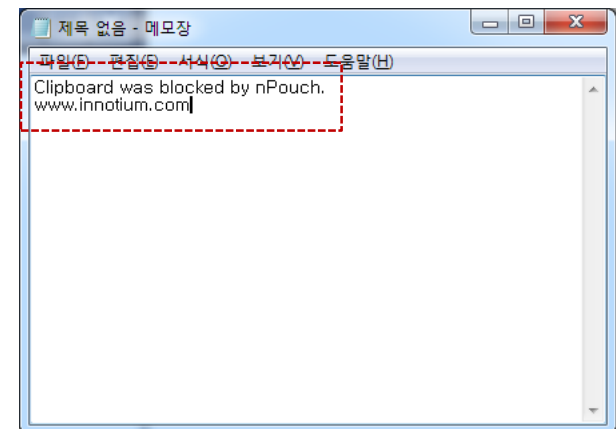 제목 없음 - 메모장
파일(F) 편집(E) 서식(O) 보기(V) 도움말(H)
Clipboard was blocked by nPouch.
www.innotium.com